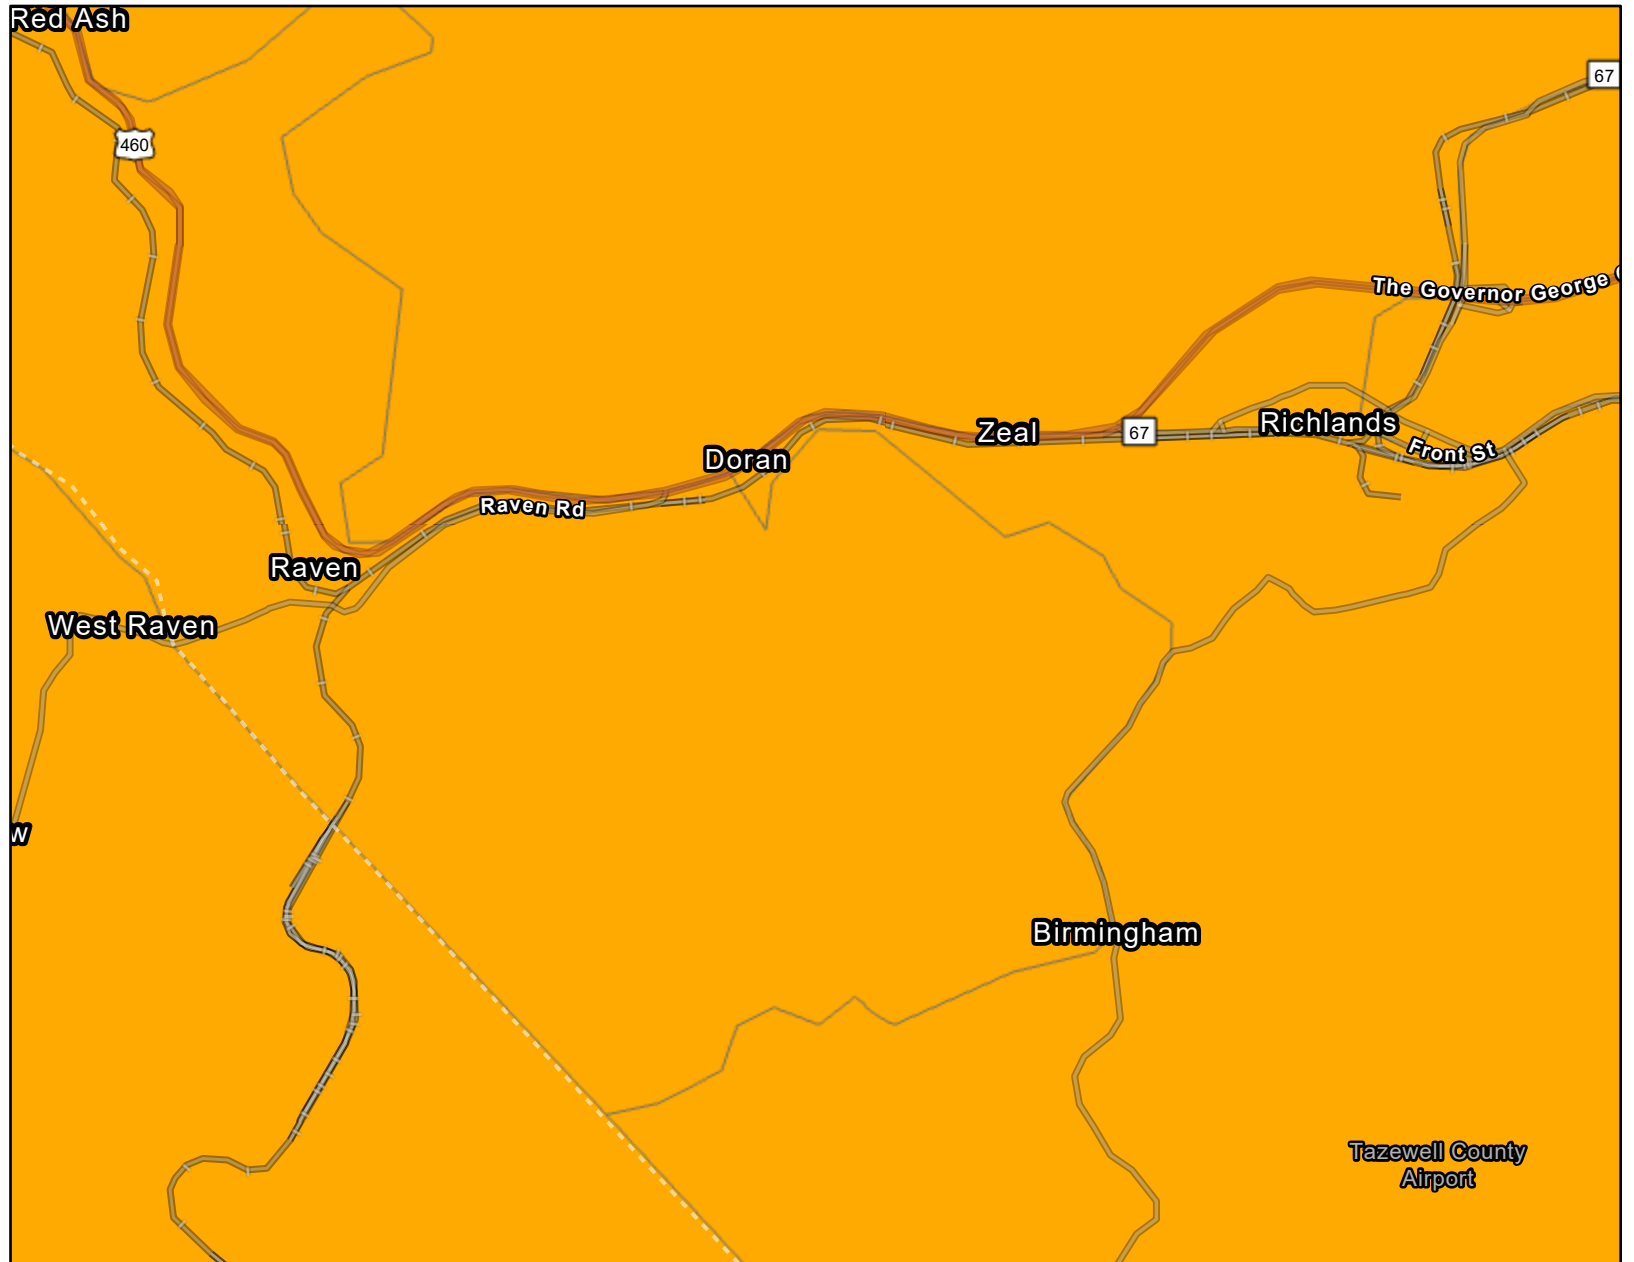 Red Ash
67
460
The Governor George
67
Richlands
Zeal
Front St
Doran
Raven Rd
Raven
West Raven
w
Birmingham
Tazewell County
Airport